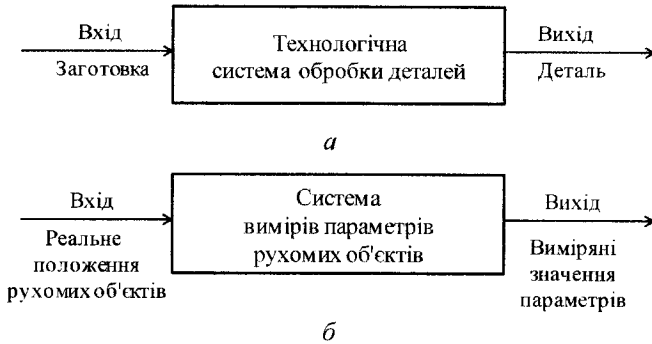 Вхід
Заготовка
Технологічна
система обробки деталей
Вихід
Деталь
а
Вхід
Реальне
положення
рухомих об'єктів
Система
вимірів параметрів
рухомих об'єктів
Вихід
Виміряні
значення
параметрів
б